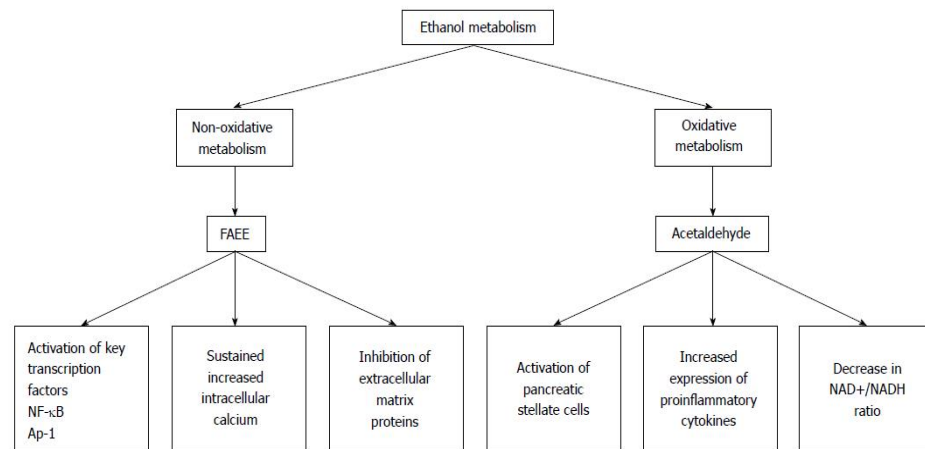 Ethanol metabolism
Non-oxidative
metabolism
Oxidative
metabolism
FAEE
Acetaldehyde
Activation of key
transcription
factors
NF-κB
Ap-1
Sustained
increased
intracellular
calcium
Inhibition of
extracellular
matrix
proteins
Activation of
pancreatic
stellate cells
Increased
expression of
proinflammatory
cytokines
Decrease in
NAD+/NADH
ratio